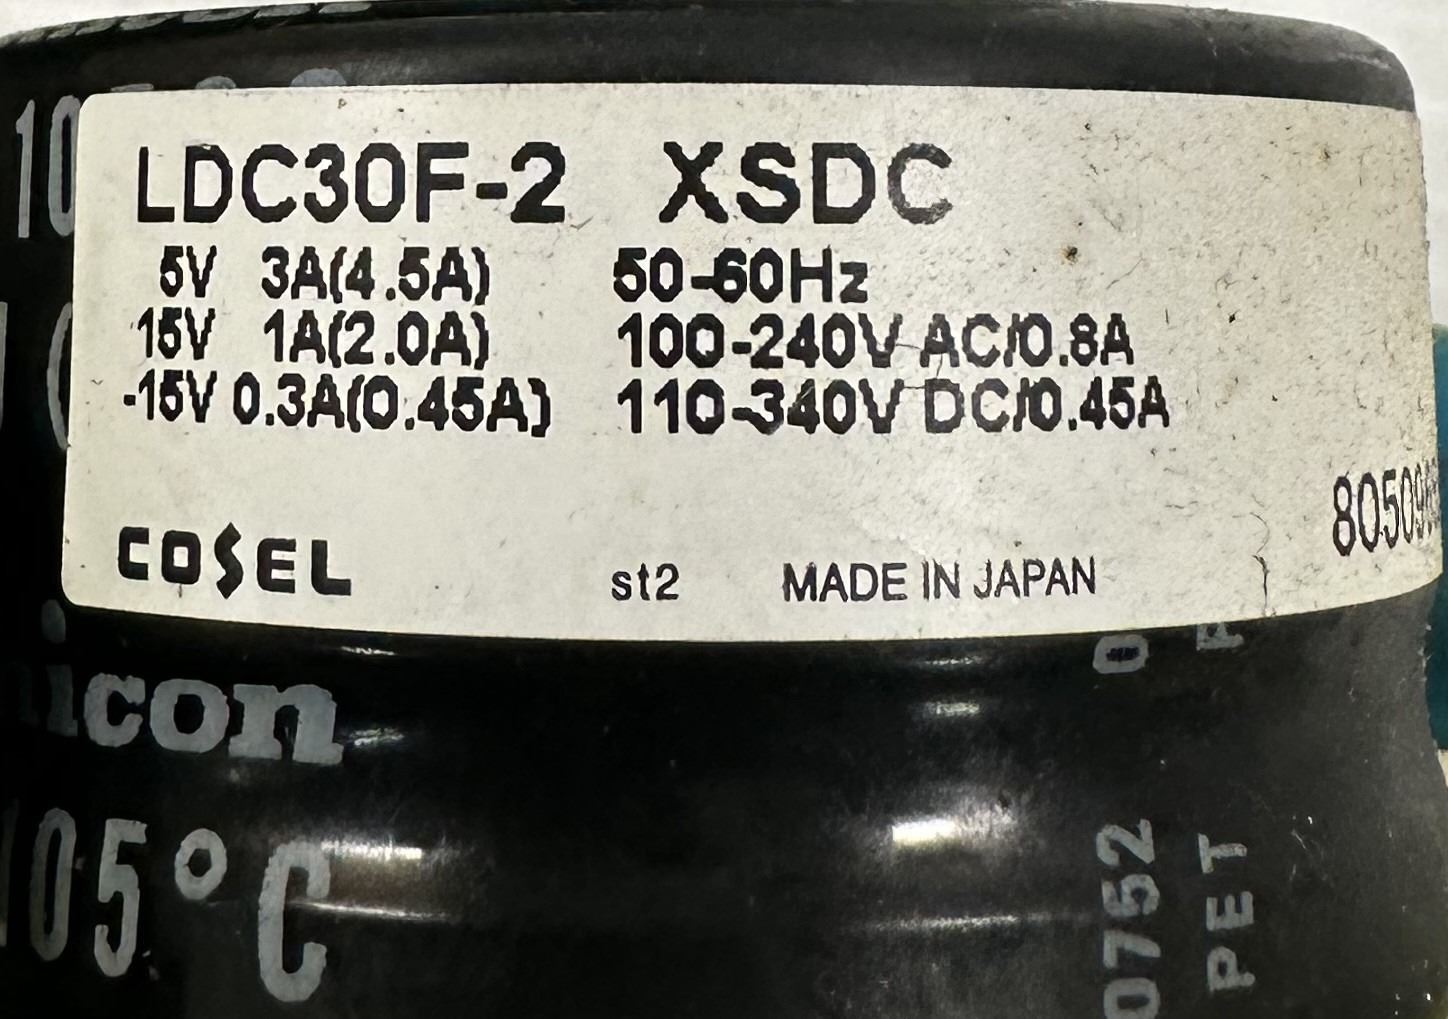 LDC30F-2 XSDC
5V 3A(4.5A) 50-60Hz
15V 1A(2.0A) 100-240V AC/0.8A
-15V 0.3A(0.45A) 110-340V DC/0.45A
COSEL st2 MADE IN JAPAN
icon
105°C
0752
PET